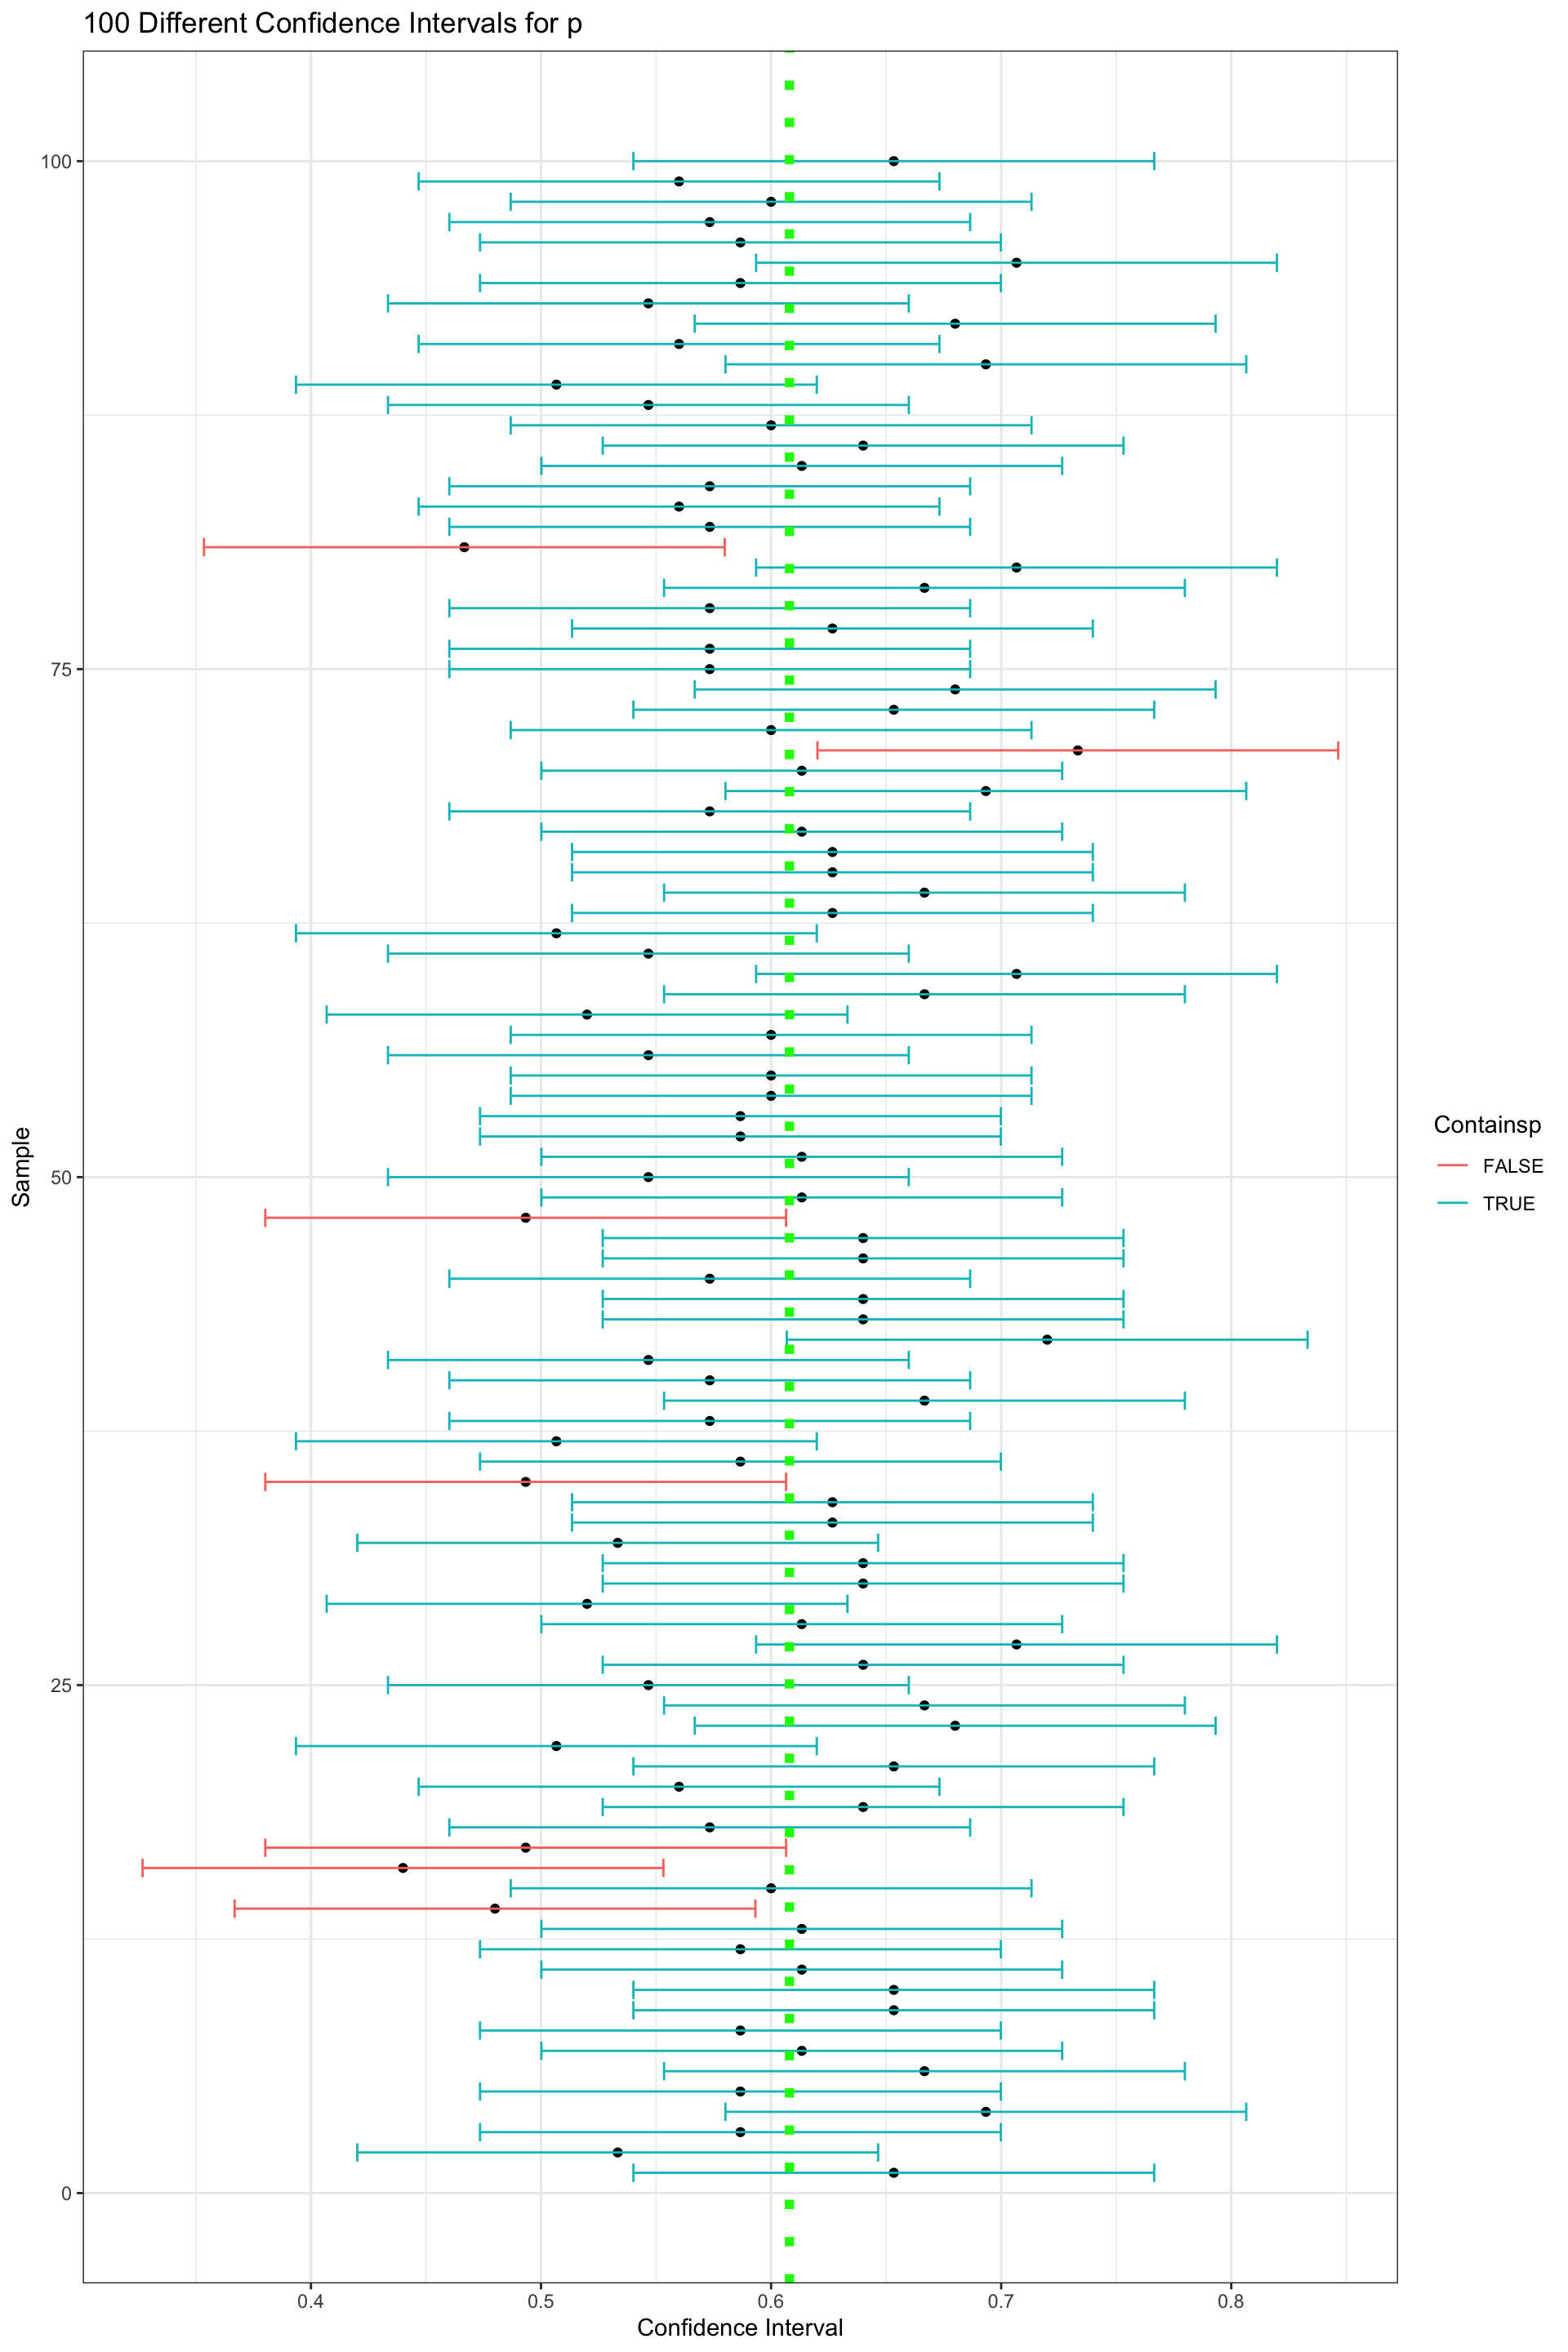 100 Different Confidence Intervals for p
100
75
50
25
0
Sample
0.4 0.5 0.6 0.7 0.8
Confidence Interval
Containsp
FALSE
TRUE